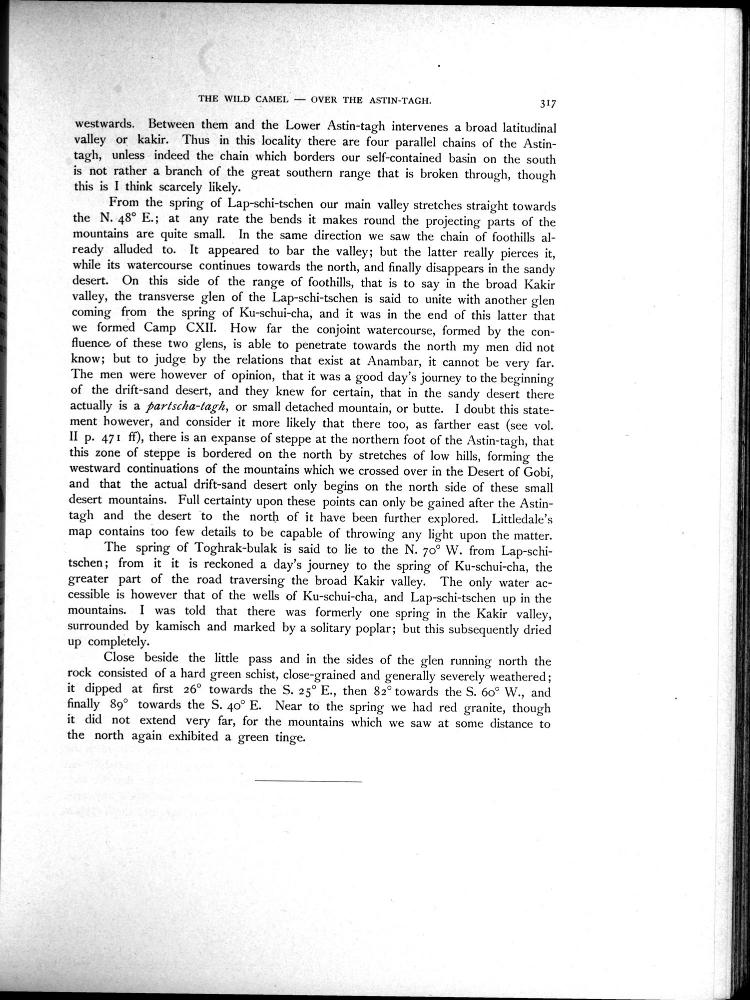 THE WILD CAMEL — OVER THE ASTIN-TAGH. 317
westwards. Between them and the Lower Astin-tagh intervenes a broad latitudinal
valley or kakir. Thus in this locality there are four parallel chains of the Astin-
tagh, unless indeed the chain which borders our self-contained basin on the south
is not rather a branch of the great southern range that is broken through, though
this is I think scarcely likely.
From the spring of Lap-schi-tschen our main valley stretches straight towards
the N. 48° E.; at any rate the bends it makes round the projecting parts of the
mountains are quite small. In the same direction we saw the chain of foothills al-
ready alluded to. It appeared to bar the valley; but the latter really pierces it,
while its watercourse continues towards the north, and finally disappears in the sandy
desert. On this side of the range of foothills, that is to say in the broad Kakir
valley, the transverse glen of the Lap-schi-tschen is said to unite with another glen
coming from the spring of Ku-schui-cha, and it was in the end of this latter that
we formed Camp CXII. How far the conjoint watercourse, formed by the con-
fluence of these two glens, is able to penetrate towards the north my men did not
know; but to judge by the relations that exist at Anambar, it cannot be very far.
The men were however of opinion, that it was a good day's journey to the beginning
of the drift-sand desert, and they knew for certain, that in the sandy desert there
actually is a partscha-tagh, or small detached mountain, or butte. I doubt this state-
ment however, and consider it more likely that there too, as farther east (see vol.
II p. 471 ff), there is an expanse of steppe at the northern foot of the Astin-tagh, that
this zone of steppe is bordered on the north by stretches of low hills, forming the
westward continuations of the mountains which we crossed over in the Desert of Gobi,
and that the actual drift-sand desert only begins on the north side of these small
desert mountains. Full certainty upon these points can only be gained after the Astin-
tagh and the desert to the north of it have been further explored. Littledale's
map contains too few details to be capable of throwing any light upon the matter.
The spring of Toghrak-bulak is said to lie to the N. 70° W. from Lap-schi-
tschen; from it it is reckoned a day's journey to the spring of Ku-schui-cha, the
greater part of the road traversing the broad Kakir valley. The only water ac-
cessible is however that of the wells of Ku-schui-cha, and Lap-schi-tschen up in the
mountains. I was told that there was formerly one spring in the Kakir valley,
surrounded by kamisch and marked by a solitary poplar; but this subsequently dried
up completely.
Close beside the little pass and in the sides of the glen running north the
rock consisted of a hard green schist, close-grained and generally severely weathered;
it dipped at first 26° towards the S. 25° E., then 82° towards the S. 60° W., and
finally 89° towards the S. 40° E. Near to the spring we had red granite, though
it did not extend very far, for the mountains which we saw at some distance to
the north again exhibited a green tinge.